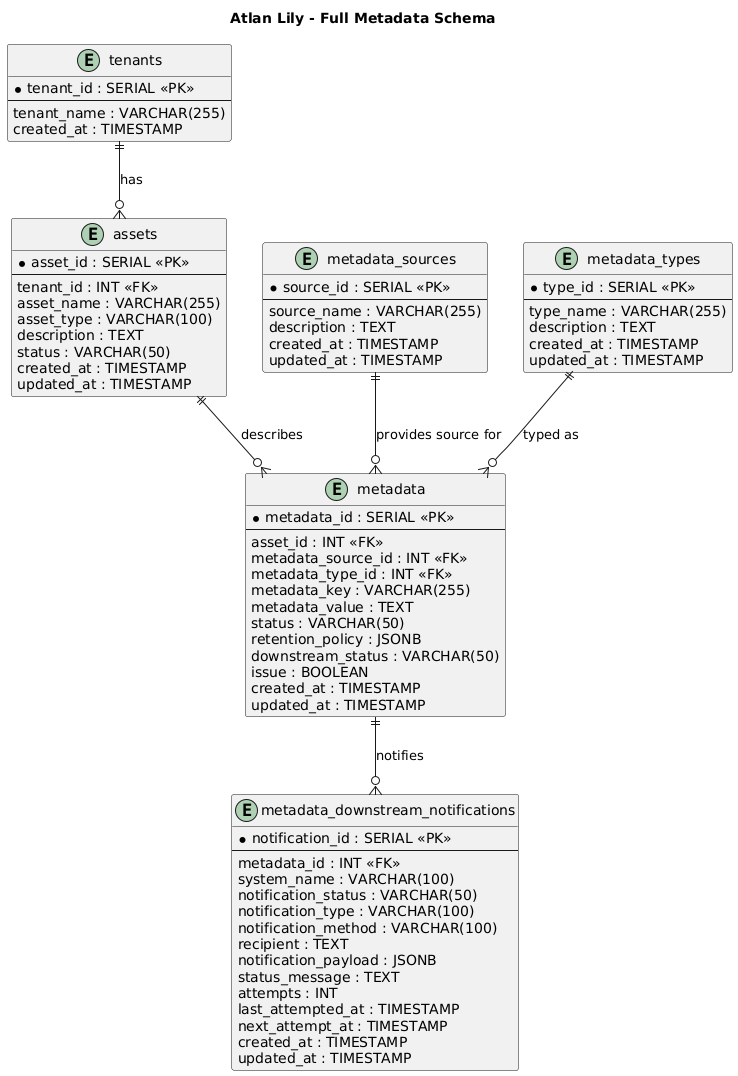 Atlan Lily - Full Metadata Schema
E tenants
tenant_id : SERIAL «PK»
tenant_name : VARCHAR(255)
created_at : TIMESTAMP
has
E assets
asset_id : SERIAL «PK»
tenant_id : INT «FK»
asset_name : VARCHAR(255)
asset_type : VARCHAR(100)
description : TEXT
status : VARCHAR(50)
created_at : TIMESTAMP
updated_at : TIMESTAMP
E metadata_sources
source_id : SERIAL «PK»
source_name : VARCHAR(255)
description : TEXT
created_at : TIMESTAMP
updated_at : TIMESTAMP
E metadata_types
type_id : SERIAL «PK»
type_name : VARCHAR(255)
description : TEXT
created_at : TIMESTAMP
updated_at : TIMESTAMP
describes
provides source for
typed as
E metadata
metadata_id : SERIAL «PK»
asset_id : INT «FK»
metadata_source_id : INT «FK»
metadata_type_id : INT «FK»
metadata_key : VARCHAR(255)
metadata_value : TEXT
status : VARCHAR(50)
retention_policy : JSONB
downstream_status : VARCHAR(50)
issue : BOOLEAN
created_at : TIMESTAMP
updated_at : TIMESTAMP
notifies
E metadata_downstream_notifications
notification_id : SERIAL «PK»
metadata_id : INT «FK»
system_name : VARCHAR(100)
notification_status : VARCHAR(50)
notification_type : VARCHAR(100)
notification_method : VARCHAR(100)
recipient : TEXT
notification_payload : JSONB
status_message : TEXT
attempts : INT
last_attempted_at : TIMESTAMP
next_attempt_at : TIMESTAMP
created_at : TIMESTAMP
updated_at : TIMESTAMP